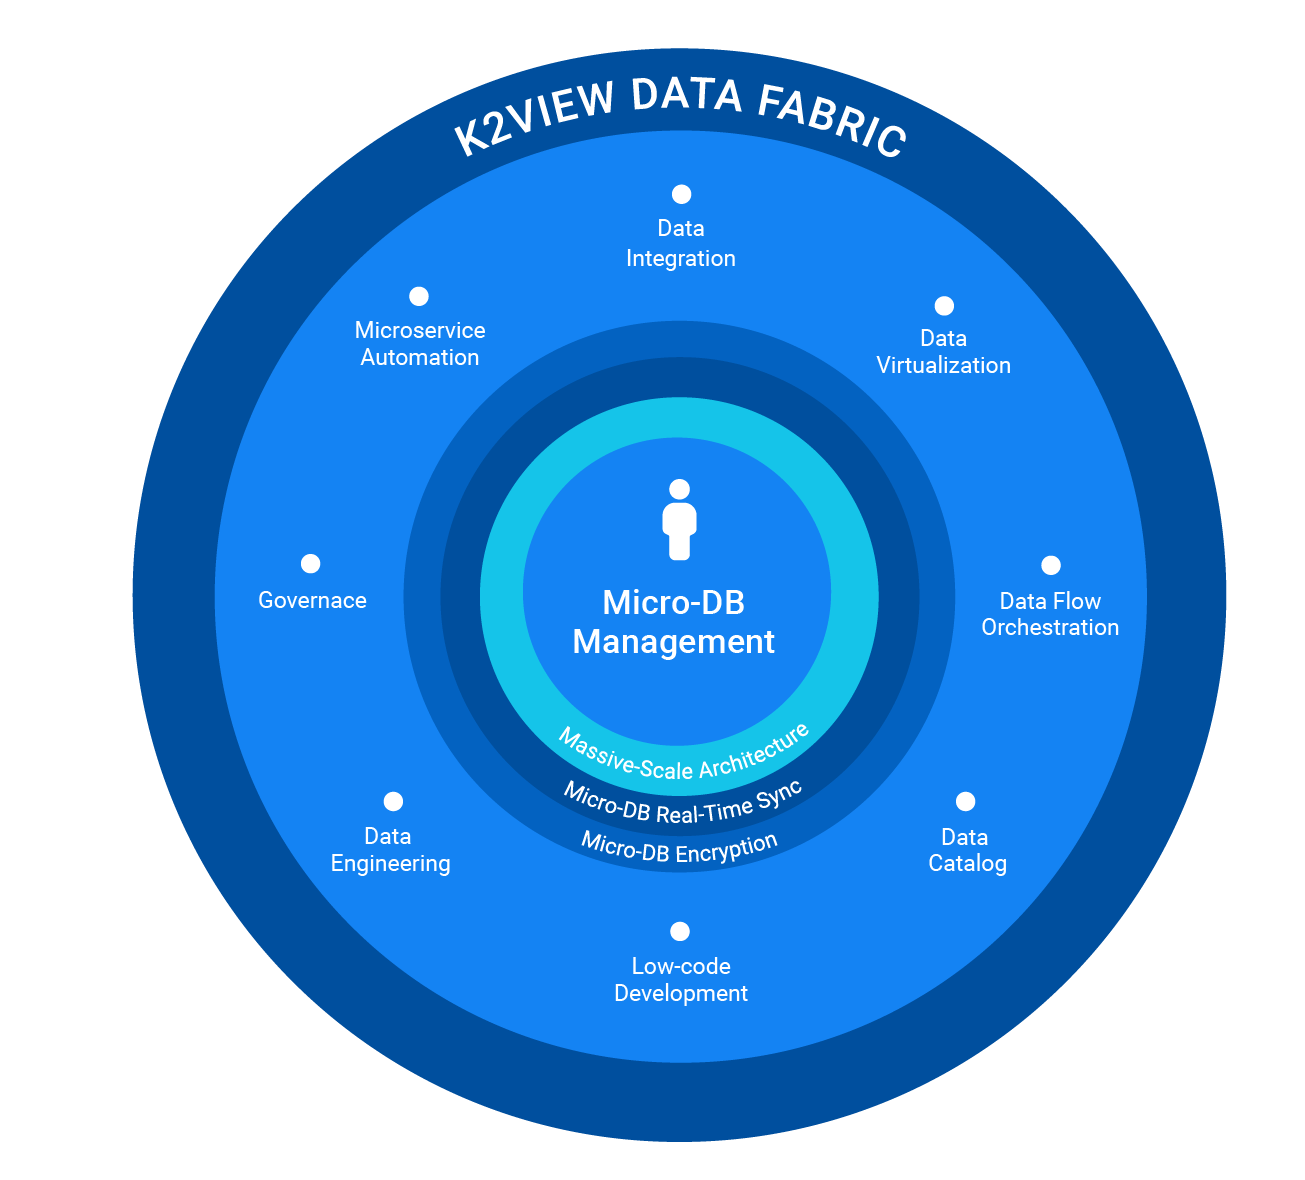 K2VIEW DATA FABRIC
Data
Integration
Microservice
Automation
Data
Virtualization
Governace
Micro-DB
Management
Data Flow
Orchestration
Massive-Scale Architecture
Micro-DB Real-Time Sync
Micro-DB Encryption
Data
Engineering
Data
Catalog
Low-code
Development